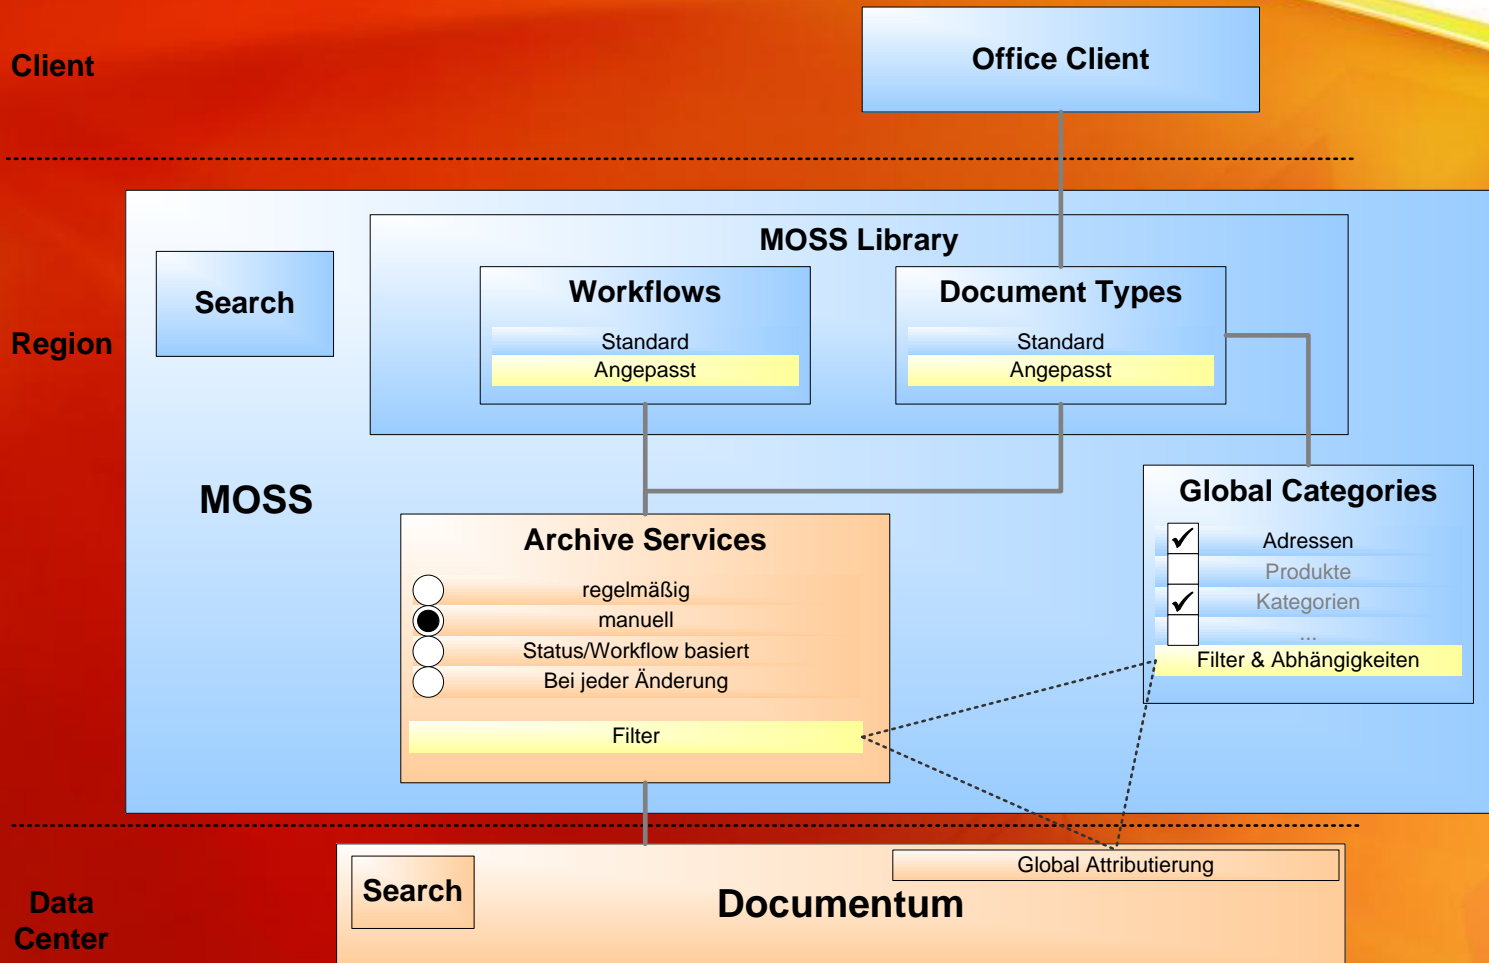 Client
Office Client
Region
MOSS
Search
MOSS Library
Workflows
Standard
Angepasst
Document Types
Standard
Angepasst
Global Categories
Adressen
Produkte
Kategorien
...
Filter & Abhängigkeiten
Archive Services
regelmäßig
manuell
Status/Workflow basiert
Bei jeder Änderung
Filter
Data
Center
Search
Documentum
Global Attributierung